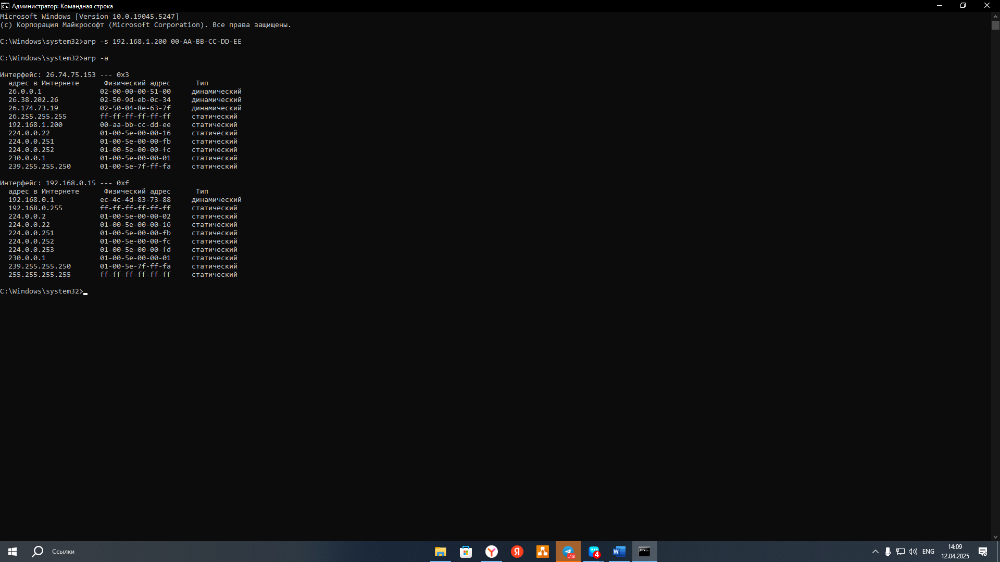 Администратор: Командная строка
Microsoft Windows [Version 10.0.19045.5247]
(c) Корпорация Майкрософт (Microsoft Corporation). Все права защищены.
C:\Windows\system32>arp -s 192.168.1.200 00-AA-BB-CC-DD-EE
C:\Windows\system32>arp -a
Интерфейс: 26.74.75.153 --- 0x3
адрес в Интернете Физический адрес Тип
26.0.0.1 02-00-00-00-51-00 динамический
26.38.202.26 02-50-9d-eb-0c-34 динамический
26.174.73.19 02-50-04-8e-63-7f динамический
26.255.255.255 ff-ff-ff-ff-ff-ff статический
192.168.1.200 00-aa-bb-cc-dd-ee статический
224.0.0.22 01-00-5e-00-00-16 статический
224.0.0.251 01-00-5e-00-00-fb статический
224.0.0.252 01-00-5e-00-00-fc статический
230.0.0.1 01-00-5e-00-00-01 статический
239.255.255.250 01-00-5e-7f-ff-fa статический
Интерфейс: 192.168.0.15 --- 0xf
адрес в Интернете Физический адрес Тип
192.168.0.1 ec-4c-4d-83-73-88 динамический
192.168.0.255 ff-ff-ff-ff-ff-ff статический
224.0.0.2 01-00-5e-00-00-02 статический
224.0.0.22 01-00-5e-00-00-16 статический
224.0.0.251 01-00-5e-00-00-fb статический
224.0.0.252 01-00-5e-00-00-fc статический
224.0.0.253 01-00-5e-00-00-fd статический
230.0.0.1 01-00-5e-00-00-01 статический
239.255.255.250 01-00-5e-7f-ff-fa статический
255.255.255.255 ff-ff-ff-ff-ff-ff статический
C:\Windows\system32>
Ссылки
Y
Я
..18
4
W
ENG
14:09
12.04.2025